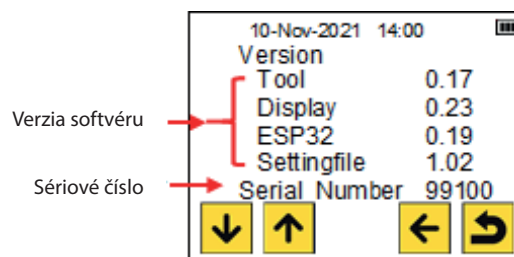 10-Nov-2021 14:00
Version
Tool 0.17
Display 0.23
Verzia softvéru
ESP32 0.19
Settingfile 1.02
Sériové číslo
Serial Number 99100